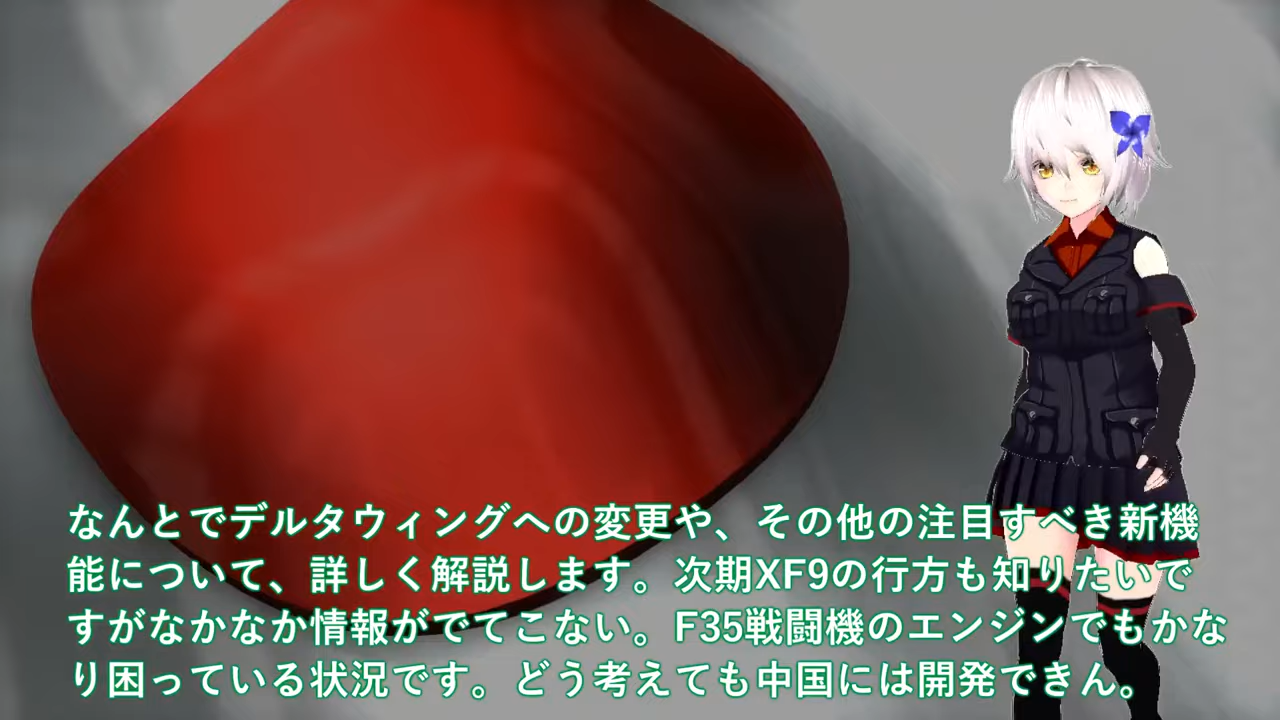 なんとでデルタウィングへの変更や、その他の注目すべき新機
能について、詳しく解説します。次期XF9の行方も知りたいで
すがなかなか情報がでてこない。F35戦闘機のエンジンでもかな
り困っている状況です。どう考えても中国には開発できん。